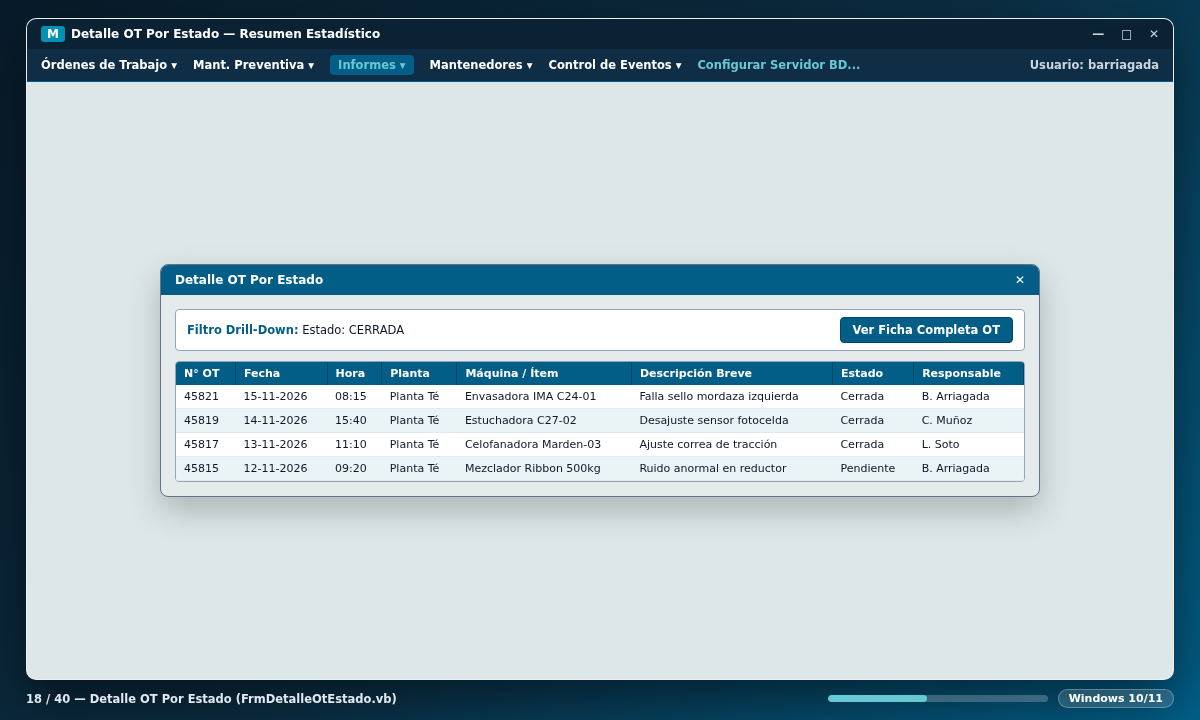 M Detalle OT Por Estado — Resumen Estadístico — □ ✕
Órdenes de Trabajo ▾ Mant. Preventiva ▾ Informes ▾ Mantenedores ▾ Control de Eventos ▾ Configurar Servidor BD... Usuario: barriagada
Detalle OT Por Estado ✕
Filtro Drill-Down: Estado: CERRADA Ver Ficha Completa OT
N° OT Fecha Hora Planta Máquina / Ítem Descripción Breve Estado Responsable
45821 15-11-2026 08:15 Planta Té Envasadora IMA C24-01 Falla sello mordaza izquierda Cerrada B. Arriagada
45819 14-11-2026 15:40 Planta Té Estuchadora C27-02 Desajuste sensor fotocelda Cerrada C. Muñoz
45817 13-11-2026 11:10 Planta Té Celofanadora Marden-03 Ajuste correa de tracción Cerrada L. Soto
45815 12-11-2026 09:20 Planta Té Mezclador Ribbon 500kg Ruido anormal en reductor Pendiente B. Arriagada
18 / 40 — Detalle OT Por Estado (FrmDetalleOtEstado.vb) Windows 10/11